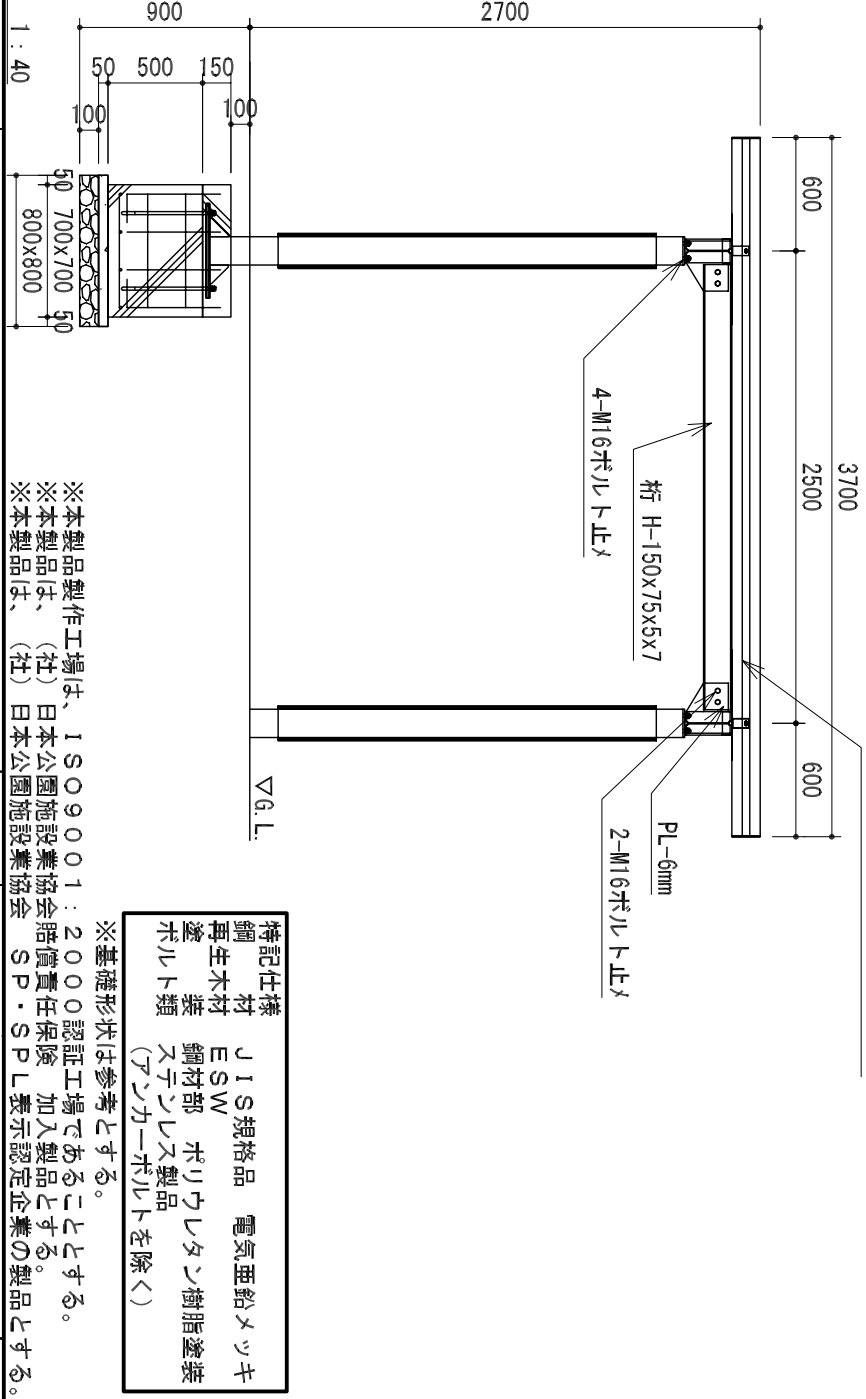 3700
600
2500
600
2700
900
100
150
500
50
100
50
700x700
50
800x800
桁 H-150x75x5x7
4-M16ボルト止メ
PL-6mm
2-M16ボルト止メ
▽G.L.
1:40
特記仕様
鋼　材　ＪＩＳ規格品　電気亜鉛メッキ
再生木材　ＥＳＷ
塗　装　鋼材部　ポリウレタン樹脂塗装
ボルト類　ステンレス製品
（アンカーボルトを除く）
※基礎形状は参考とする。
※本製品製作工場は、ＩＳＯ９００１：２０００認証工場であることとする。
※本製品は、（社）日本公園施設業協会賠償責任保険　加入製品とする。
※本製品は、（社）日本公園施設業協会　ＳＰ・ＳＰＬ表示認定企業の製品とする。